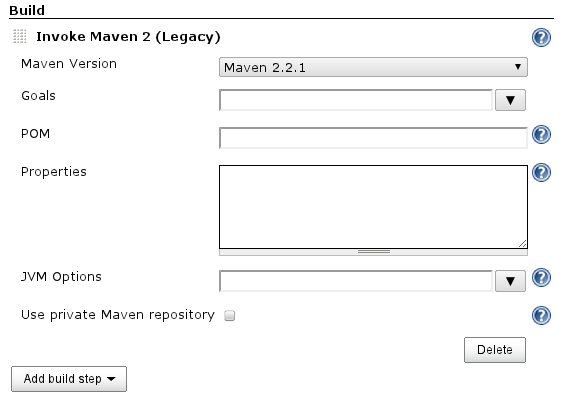 Build
Invoke Maven 2 (Legacy)
Maven Version
Maven 2.2.1
Goals
POM
Properties
JVM Options
Use private Maven repository
Delete
Add build step